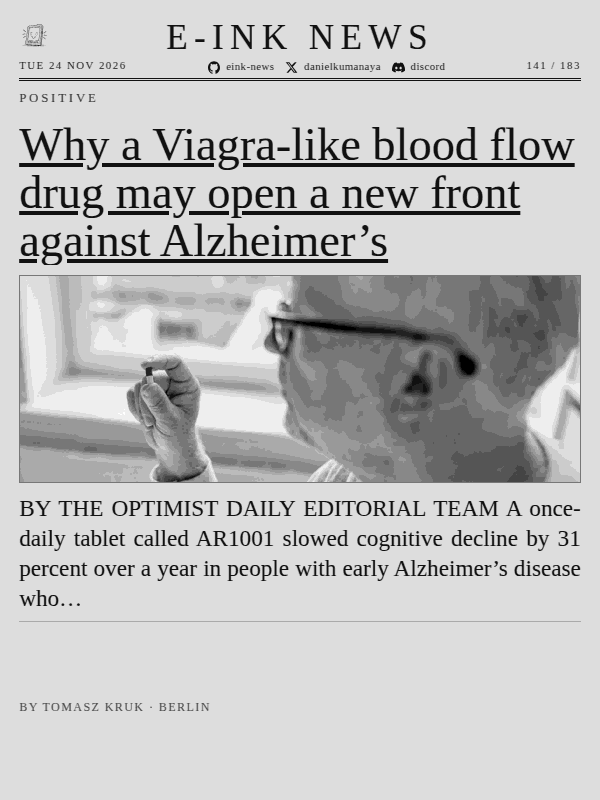 E-INK NEWS
TUE 24 NOV 2026
eink-news
danielkumanaya
discord
141 / 183
POSITIVE
Why a Viagra-like blood flow
drug may open a new front
against Alzheimer’s
BY THE OPTIMIST DAILY EDITORIAL TEAM A once-
daily tablet called AR1001 slowed cognitive decline by 31
percent over a year in people with early Alzheimer’s disease
who…
BY TOMASZ KRUK · BERLIN